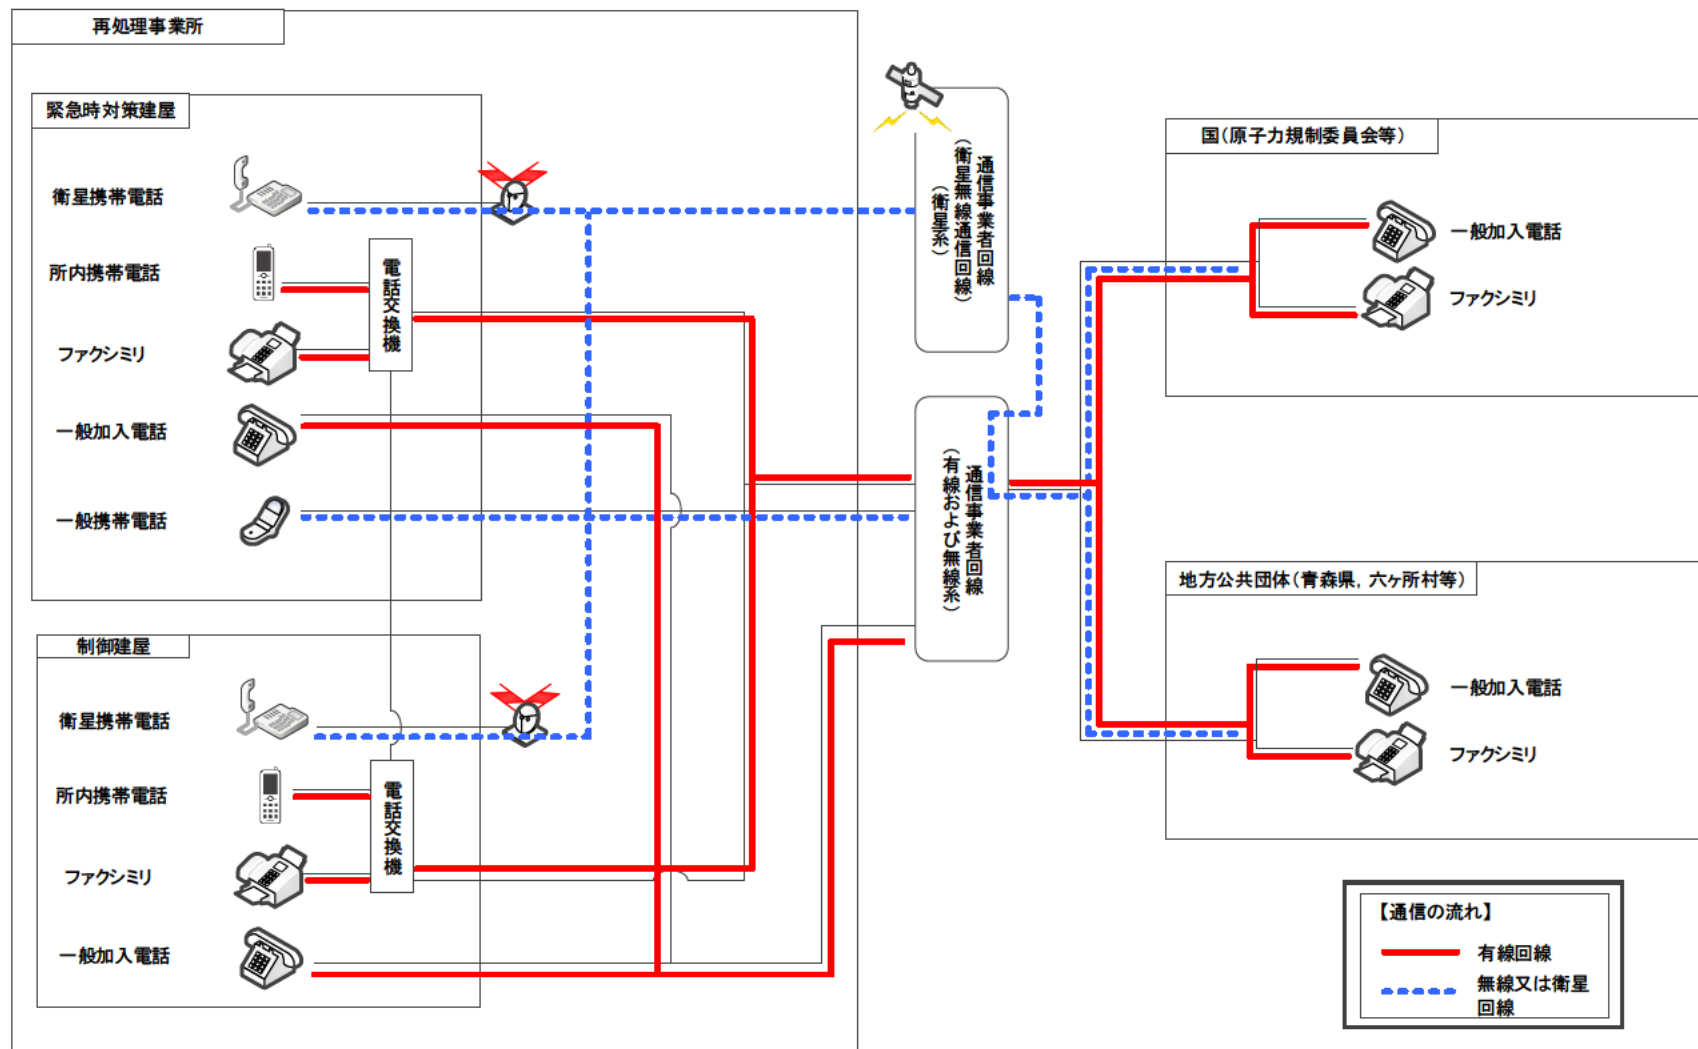 再処理事業所
緊急時対策建屋
衛星携帯電話
所内携帯電話
ファクシミリ
一般加入電話
一般携帯電話
電話交換機
制御建屋
衛星携帯電話
所内携帯電話
ファクシミリ
一般加入電話
電話交換機
通信事業者回線
(衛星無線通信回線)
(衛星系)
通信事業者回線
(有線および無線系)
国(原子力規制委員会等)
一般加入電話
ファクシミリ
地方公共団体(青森県,六ヶ所村等)
一般加入電話
ファクシミリ
【通信の流れ】
有線回線
無線又は衛星
回線